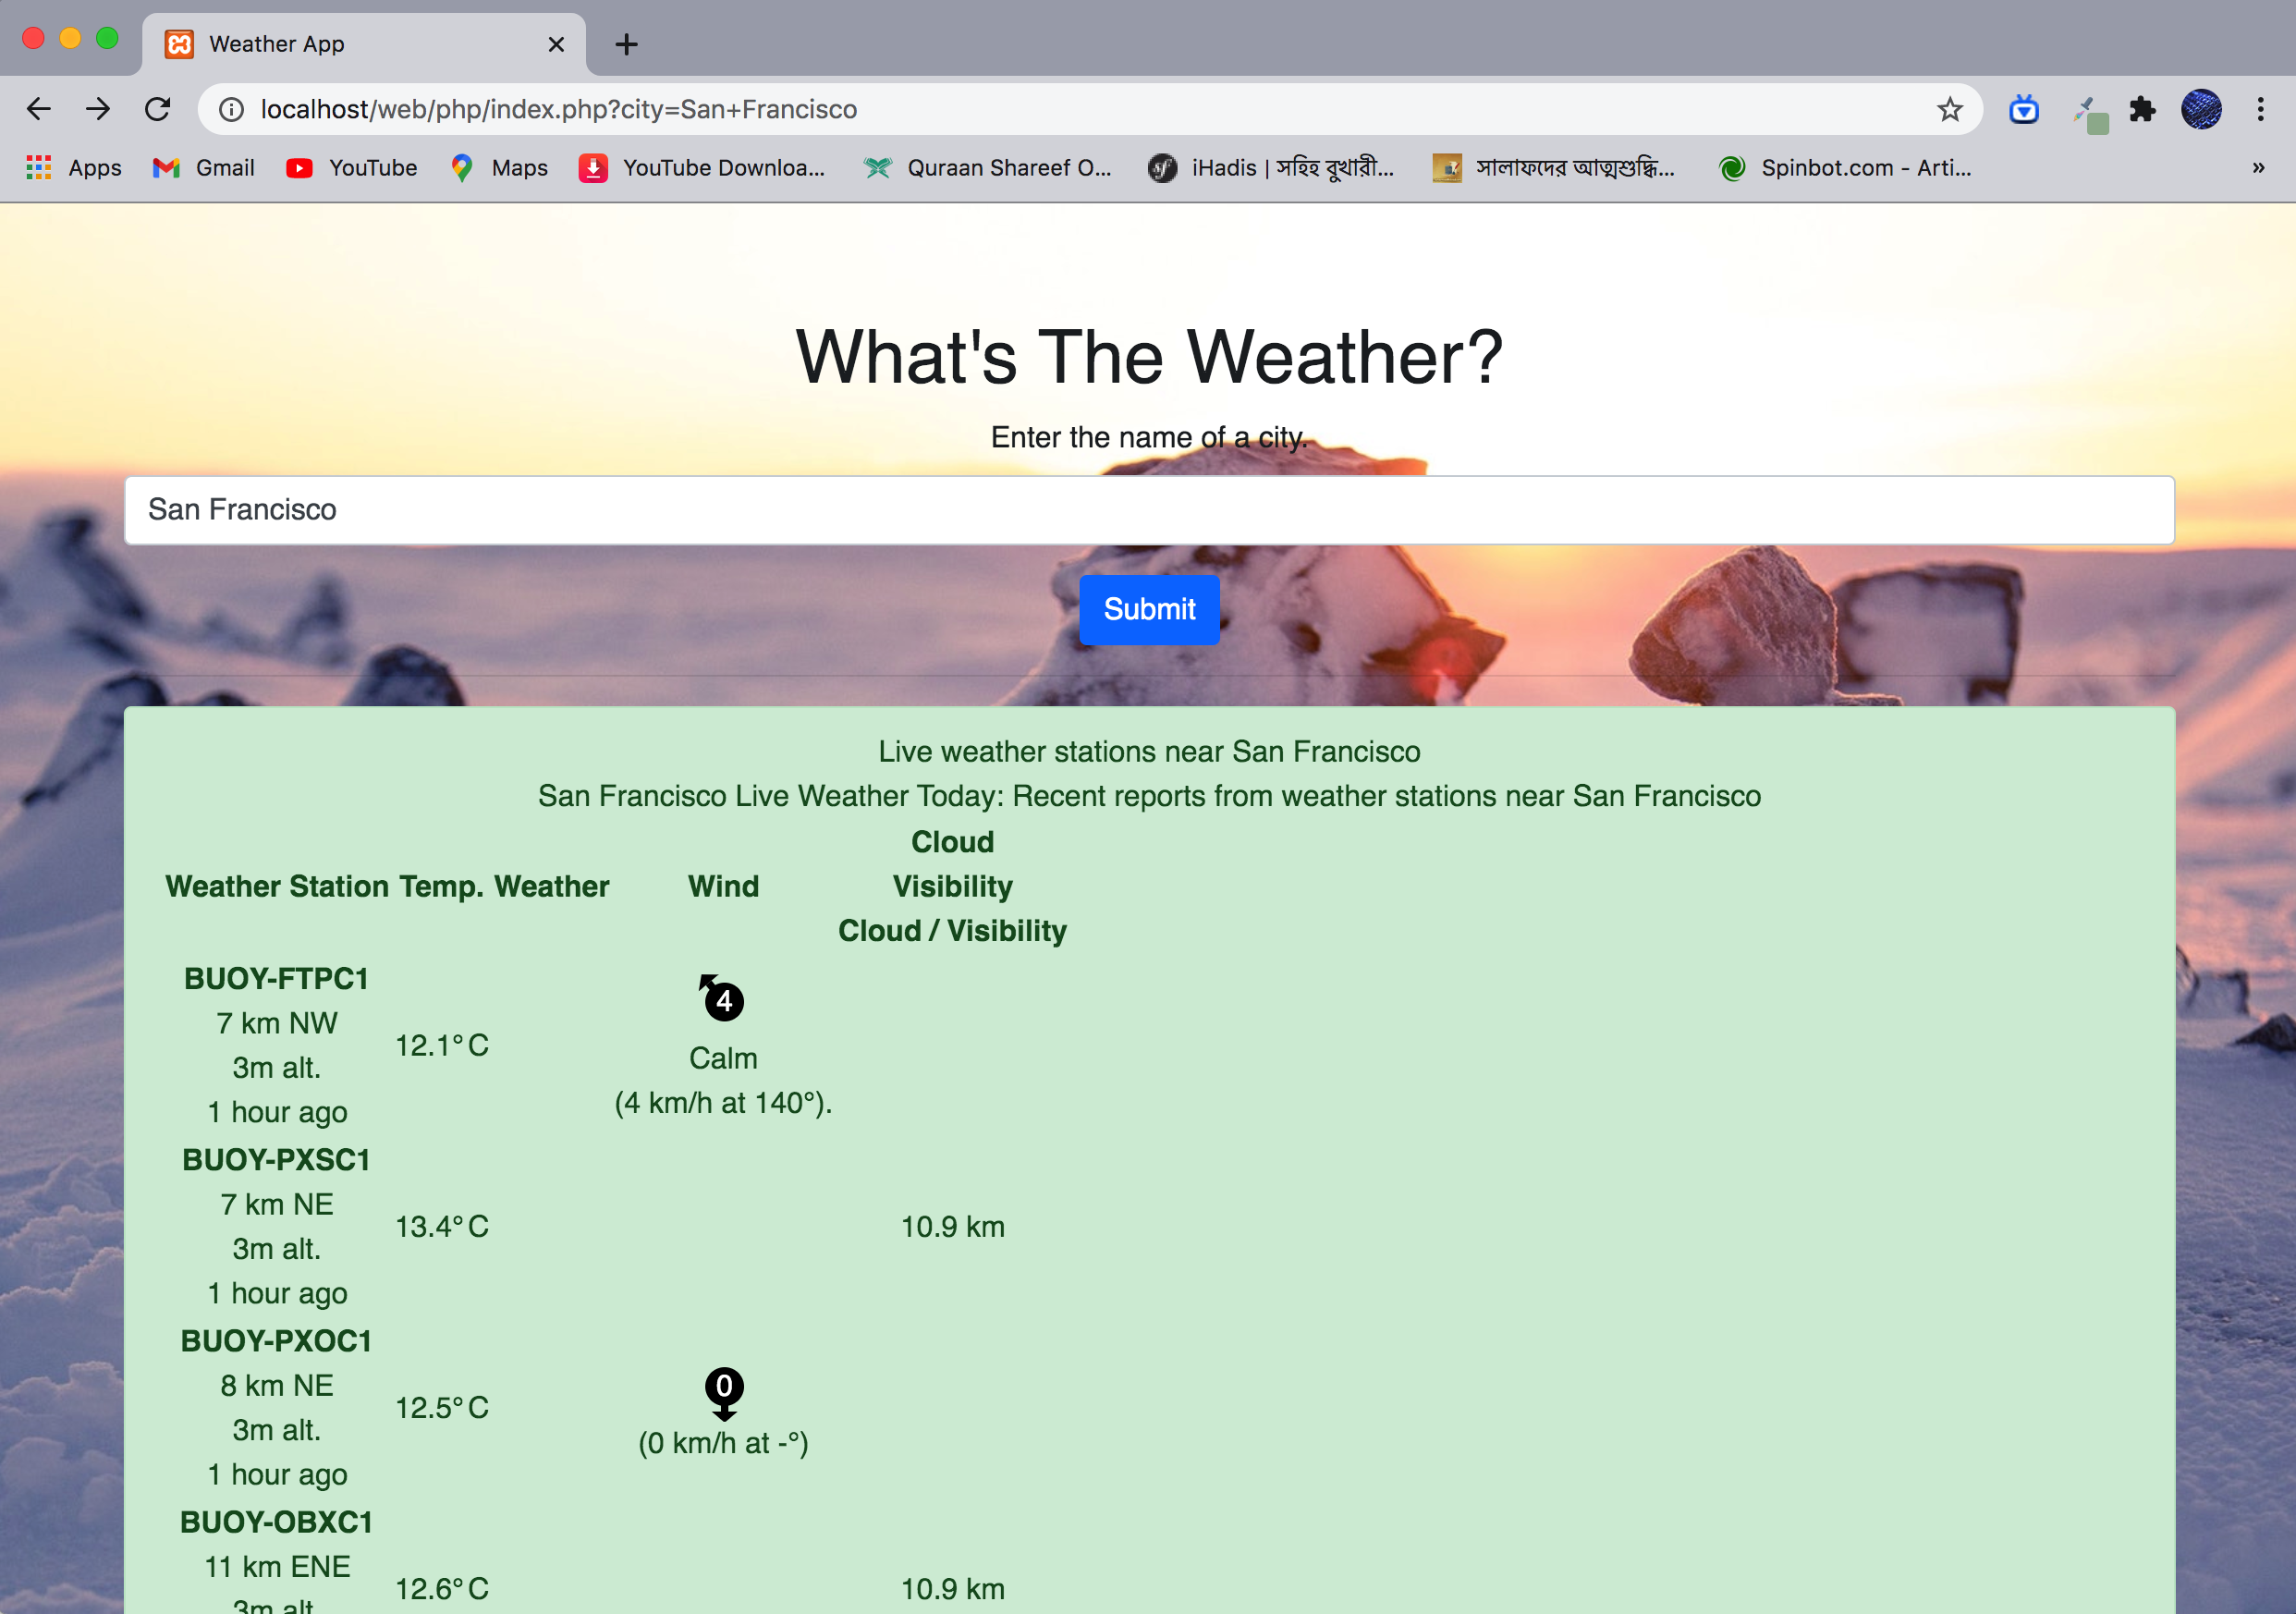 Weather App
localhost/web/php/index.php?city=San+Francisco
Apps Gmail YouTube Maps YouTube Downloa... Quraan Shareef O... iHadis | সহিহ বুখারী... সালাফদের আত্মশুদ্ধি... Spinbot.com - Arti... »
What's The Weather?
Enter the name of a city.
San Francisco
Submit
Live weather stations near San Francisco
San Francisco Live Weather Today: Recent reports from weather stations near San Francisco
Cloud
Weather Station Temp. Weather Wind Visibility
Cloud / Visibility
BUOY-FTPC1
7 km NW
3m alt.
1 hour ago
12.1°C
4
Calm
(4 km/h at 140°).
BUOY-PXSC1
7 km NE
3m alt.
1 hour ago
13.4°C
10.9 km
BUOY-PXOC1
8 km NE
3m alt.
1 hour ago
12.5°C
0
(0 km/h at -°)
BUOY-OBXC1
11 km ENE
3m alt.
12.6°C
10.9 km